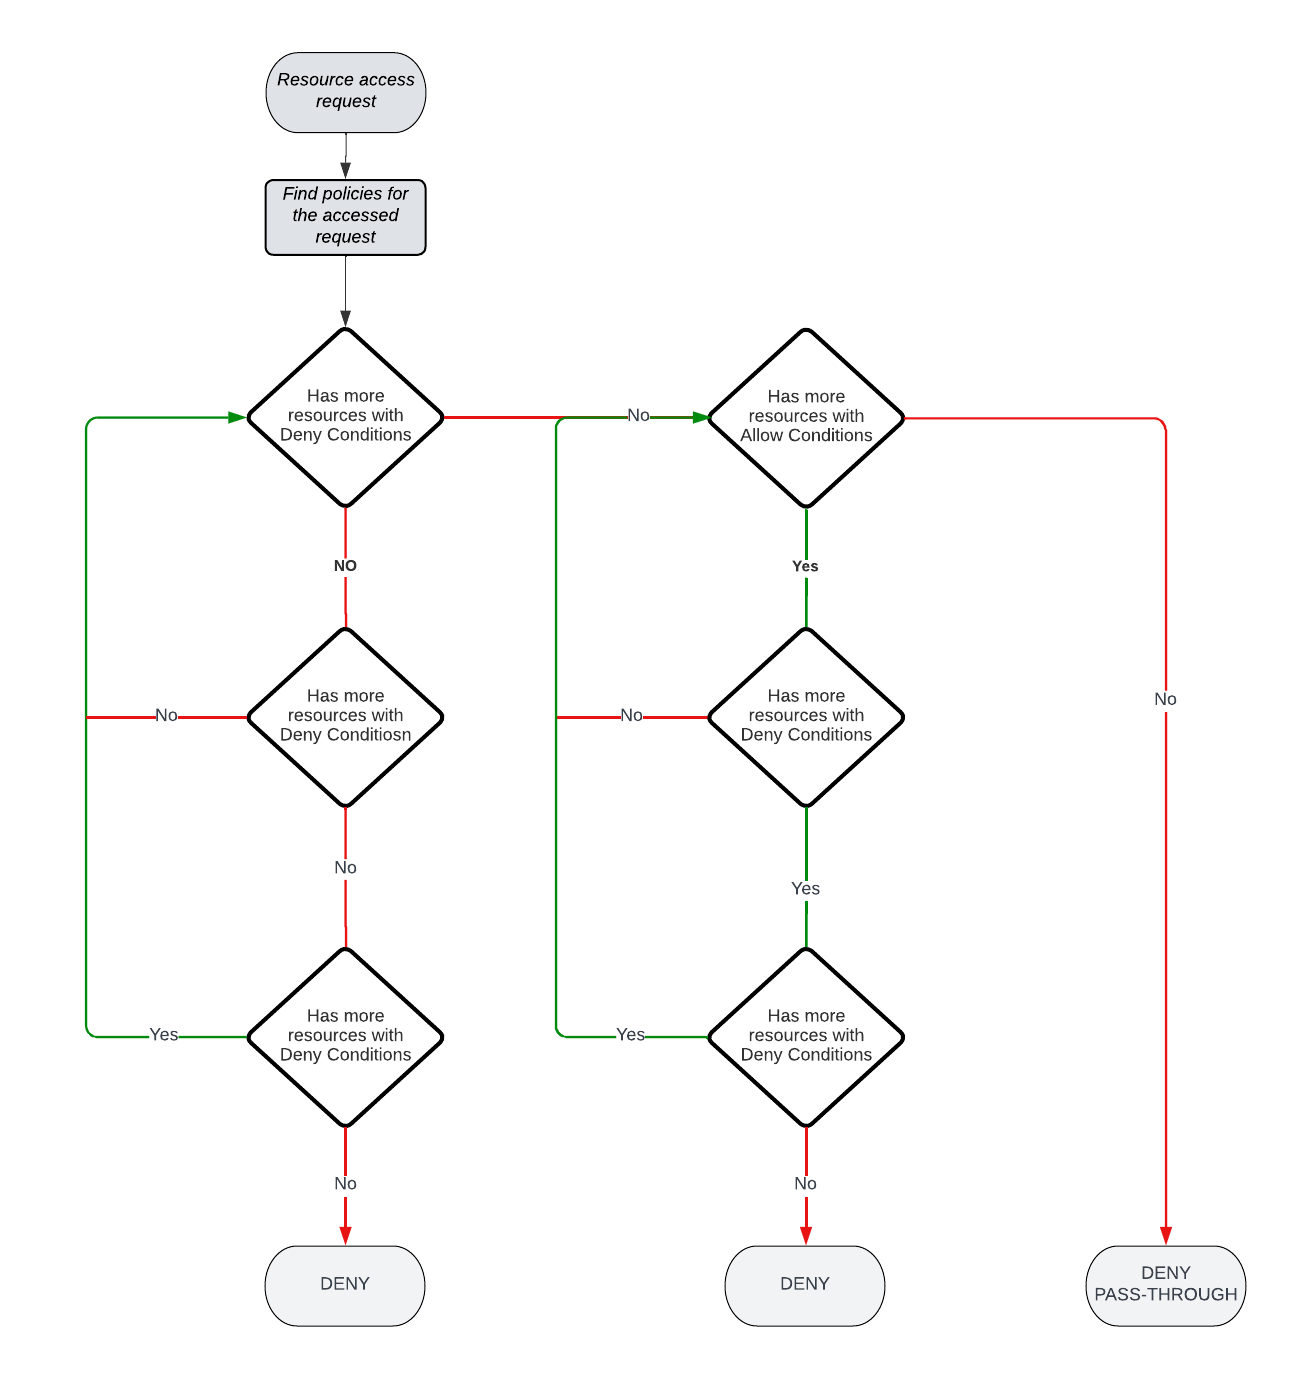 Resource access
request
Find policies for
the accessed
request
Has more
resources with
Deny Conditions
No
Has more
resources with
Allow Conditions
NO
Yes
No
Has more
resources with
Deny Conditiosn
No
Has more
resources with
Deny Conditions
No
No
Yes
Yes
Has more
resources with
Deny Conditions
Yes
Has more
resources with
Deny Conditions
No
No
DENY
DENY
DENY
PASS-THROUGH